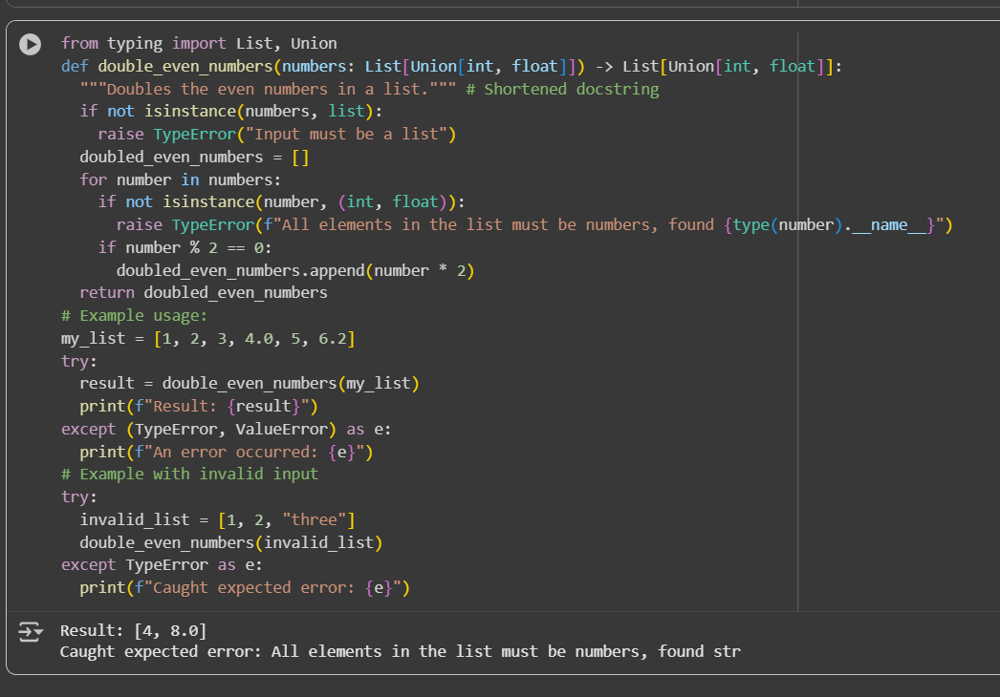 from typing import List, Union
def double_even_numbers(numbers: List[Union[int, float]]) -> List[Union[int, float]]:
  """Doubles the even numbers in a list.""" # Shortened docstring
  if not isinstance(numbers, list):
    raise TypeError("Input must be a list")
  doubled_even_numbers = []
  for number in numbers:
    if not isinstance(number, (int, float)):
      raise TypeError(f"All elements in the list must be numbers, found {type(number).__name__}")
    if number % 2 == 0:
      doubled_even_numbers.append(number * 2)
  return doubled_even_numbers
# Example usage:
my_list = [1, 2, 3, 4.0, 5, 6.2]
try:
  result = double_even_numbers(my_list)
  print(f"Result: {result}")
except (TypeError, ValueError) as e:
  print(f"An error occurred: {e}")
# Example with invalid input
try:
  invalid_list = [1, 2, "three"]
  double_even_numbers(invalid_list)
except TypeError as e:
  print(f"Caught expected error: {e}")
Result: [4, 8.0]
Caught expected error: All elements in the list must be numbers, found str